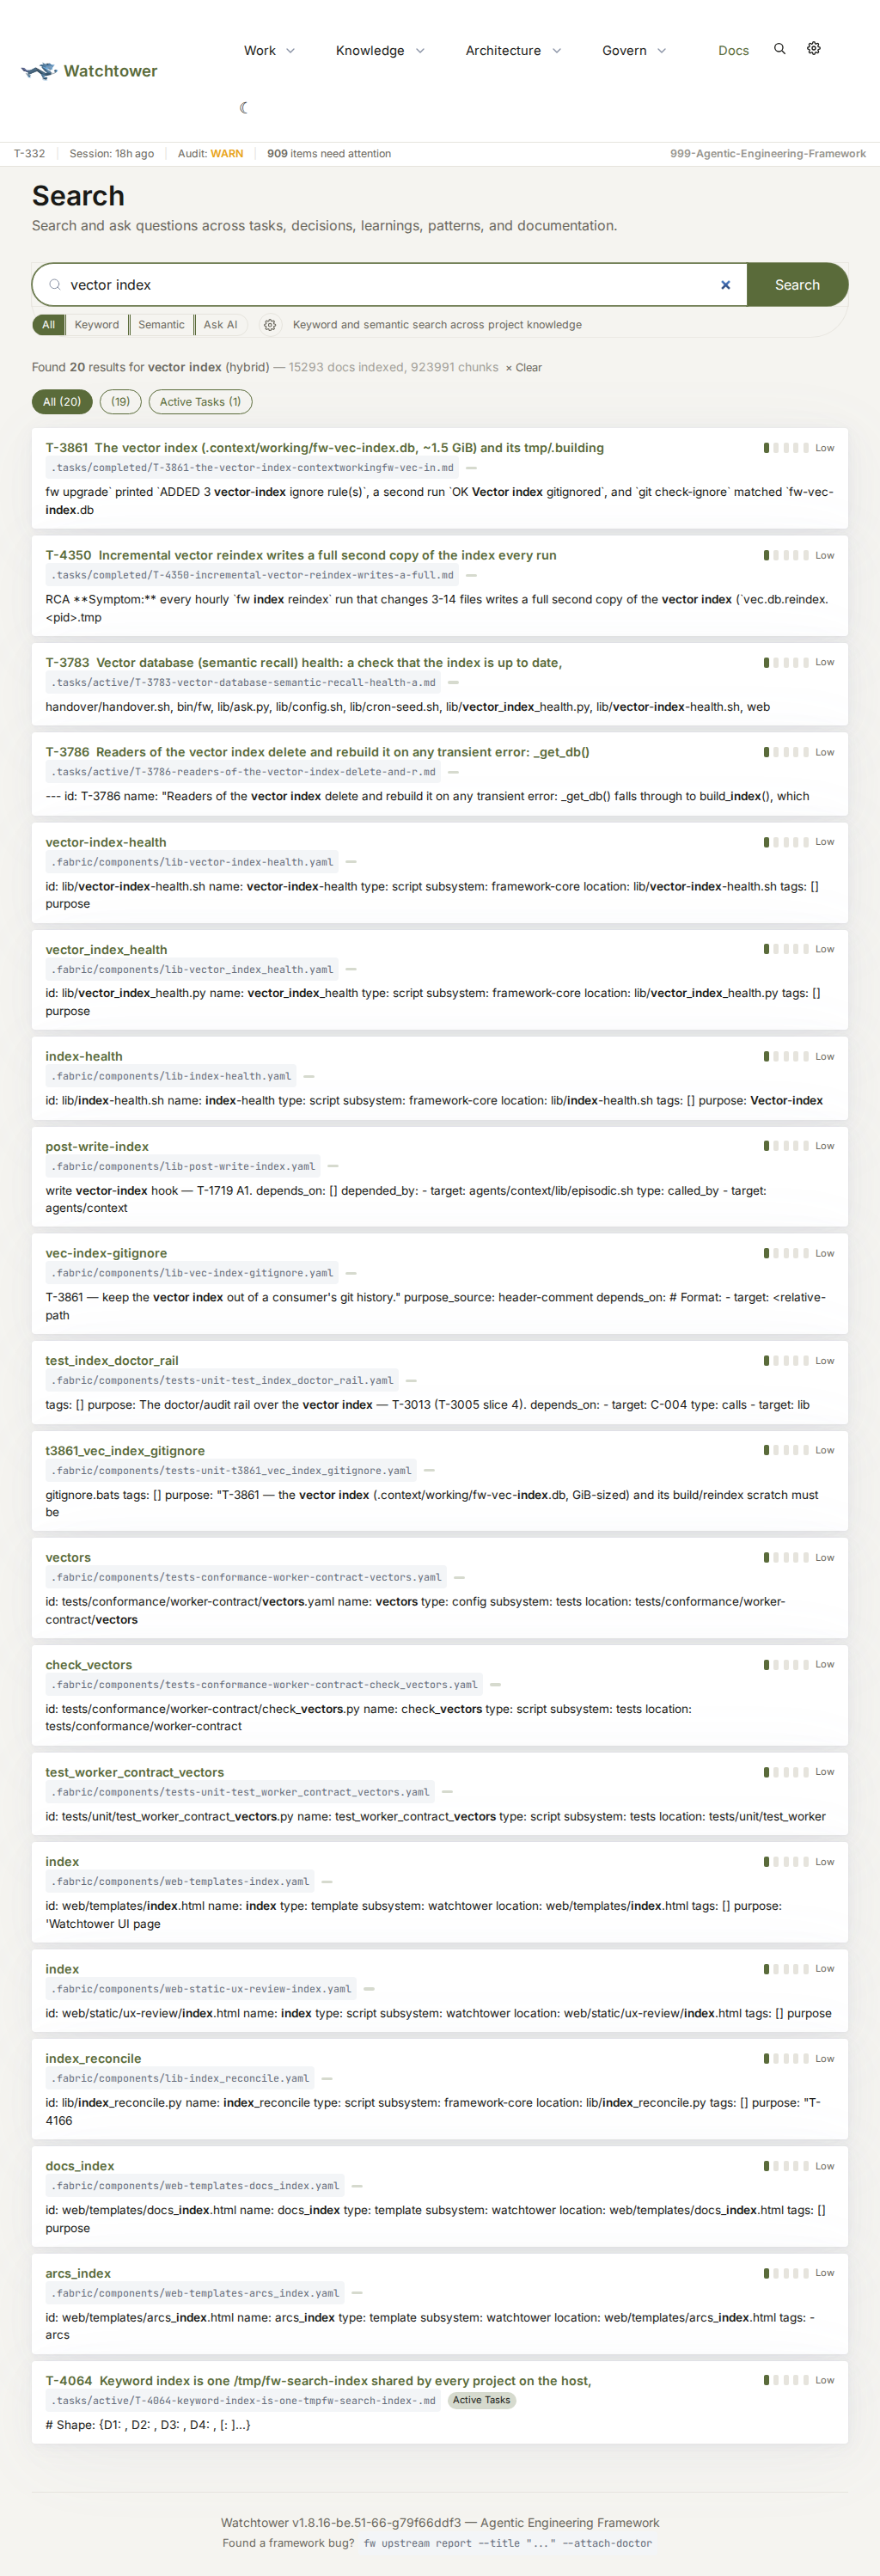 Watchtower
Work
Knowledge
Architecture
Govern
Docs
T-332
Session: 18h ago
Audit: WARN
909 items need attention
999-Agentic-Engineering-Framework
Search
Search and ask questions across tasks, decisions, learnings, patterns, and documentation.
vector index
×
Search
All
Keyword
Semantic
Ask AI
Keyword and semantic search across project knowledge
Found 20 results for vector index (hybrid) — 15293 docs indexed, 923991 chunks × Clear
All (20)
(19)
Active Tasks (1)
T-3861 The vector index (.context/working/fw-vec-index.db, ~1.5 GiB) and its tmp/.building
Low
.tasks/completed/T-3861-the-vector-index-contextworkingfw-vec-in.md
fw upgrade` printed `ADDED 3 vector-index ignore rule(s)`, a second run `OK Vector index gitignored`, and `git check-ignore` matched `fw-vec-
index.db
T-4350 Incremental vector reindex writes a full second copy of the index every run
Low
.tasks/completed/T-4350-incremental-vector-reindex-writes-a-full.md
RCA **Symptom:** every hourly `fw index reindex` run that changes 3-14 files writes a full second copy of the vector index (`vec.db.reindex.
<pid>.tmp
T-3783 Vector database (semantic recall) health: a check that the index is up to date,
Low
.tasks/active/T-3783-vector-database-semantic-recall-health-a.md
handover/handover.sh, bin/fw, lib/ask.py, lib/config.sh, lib/cron-seed.sh, lib/vector_index_health.py, lib/vector-index-health.sh, web
T-3786 Readers of the vector index delete and rebuild it on any transient error: _get_db()
Low
.tasks/active/T-3786-readers-of-the-vector-index-delete-and-r.md
--- id: T-3786 name: "Readers of the vector index delete and rebuild it on any transient error: _get_db() falls through to build_index(), which
vector-index-health
Low
.fabric/components/lib-vector-index-health.yaml
id: lib/vector-index-health.sh name: vector-index-health type: script subsystem: framework-core location: lib/vector-index-health.sh tags: []
purpose
vector_index_health
Low
.fabric/components/lib-vector_index_health.yaml
id: lib/vector_index_health.py name: vector_index_health type: script subsystem: framework-core location: lib/vector_index_health.py tags: []
purpose
index-health
Low
.fabric/components/lib-index-health.yaml
id: lib/index-health.sh name: index-health type: script subsystem: framework-core location: lib/index-health.sh tags: [] purpose: Vector-index
post-write-index
Low
.fabric/components/lib-post-write-index.yaml
write vector-index hook — T-1719 A1. depends_on: [] depended_by: - target: agents/context/lib/episodic.sh type: called_by - target:
agents/context
vec-index-gitignore
Low
.fabric/components/lib-vec-index-gitignore.yaml
T-3861 — keep the vector index out of a consumer's git history." purpose_source: header-comment depends_on: # Format: - target: <relative-
path
test_index_doctor_rail
Low
.fabric/components/tests-unit-test_index_doctor_rail.yaml
tags: [] purpose: The doctor/audit rail over the vector index — T-3013 (T-3005 slice 4). depends_on: - target: C-004 type: calls - target: lib
t3861_vec_index_gitignore
Low
.fabric/components/tests-unit-t3861_vec_index_gitignore.yaml
gitignore.bats tags: [] purpose: "T-3861 — the vector index (.context/working/fw-vec-index.db, GiB-sized) and its build/reindex scratch must
be
vectors
Low
.fabric/components/tests-conformance-worker-contract-vectors.yaml
id: tests/conformance/worker-contract/vectors.yaml name: vectors type: config subsystem: tests location: tests/conformance/worker-
contract/vectors
check_vectors
Low
.fabric/components/tests-conformance-worker-contract-check_vectors.yaml
id: tests/conformance/worker-contract/check_vectors.py name: check_vectors type: script subsystem: tests location:
tests/conformance/worker-contract
test_worker_contract_vectors
Low
.fabric/components/tests-unit-test_worker_contract_vectors.yaml
id: tests/unit/test_worker_contract_vectors.py name: test_worker_contract_vectors type: script subsystem: tests location: tests/unit/test_worker
index
Low
.fabric/components/web-templates-index.yaml
id: web/templates/index.html name: index type: template subsystem: watchtower location: web/templates/index.html tags: [] purpose:
'Watchtower UI page
index
Low
.fabric/components/web-static-ux-review-index.yaml
id: web/static/ux-review/index.html name: index type: script subsystem: watchtower location: web/static/ux-review/index.html tags: [] purpose
index_reconcile
Low
.fabric/components/lib-index_reconcile.yaml
id: lib/index_reconcile.py name: index_reconcile type: script subsystem: framework-core location: lib/index_reconcile.py tags: [] purpose: "T-
4166
docs_index
Low
.fabric/components/web-templates-docs_index.yaml
id: web/templates/docs_index.html name: docs_index type: template subsystem: watchtower location: web/templates/docs_index.html tags: []
purpose
arcs_index
Low
.fabric/components/web-templates-arcs_index.yaml
id: web/templates/arcs_index.html name: arcs_index type: template subsystem: watchtower location: web/templates/arcs_index.html tags: -
arcs
T-4064 Keyword index is one /tmp/fw-search-index shared by every project on the host,
Low
.tasks/active/T-4064-keyword-index-is-one-tmpfw-search-index-.md
Active Tasks
# Shape: {D1: , D2: , D3: , D4: , [: ]...}
Watchtower v1.8.16-be.51-66-g79f66ddf3 — Agentic Engineering Framework
Found a framework bug? fw upstream report --title "..." --attach-doctor